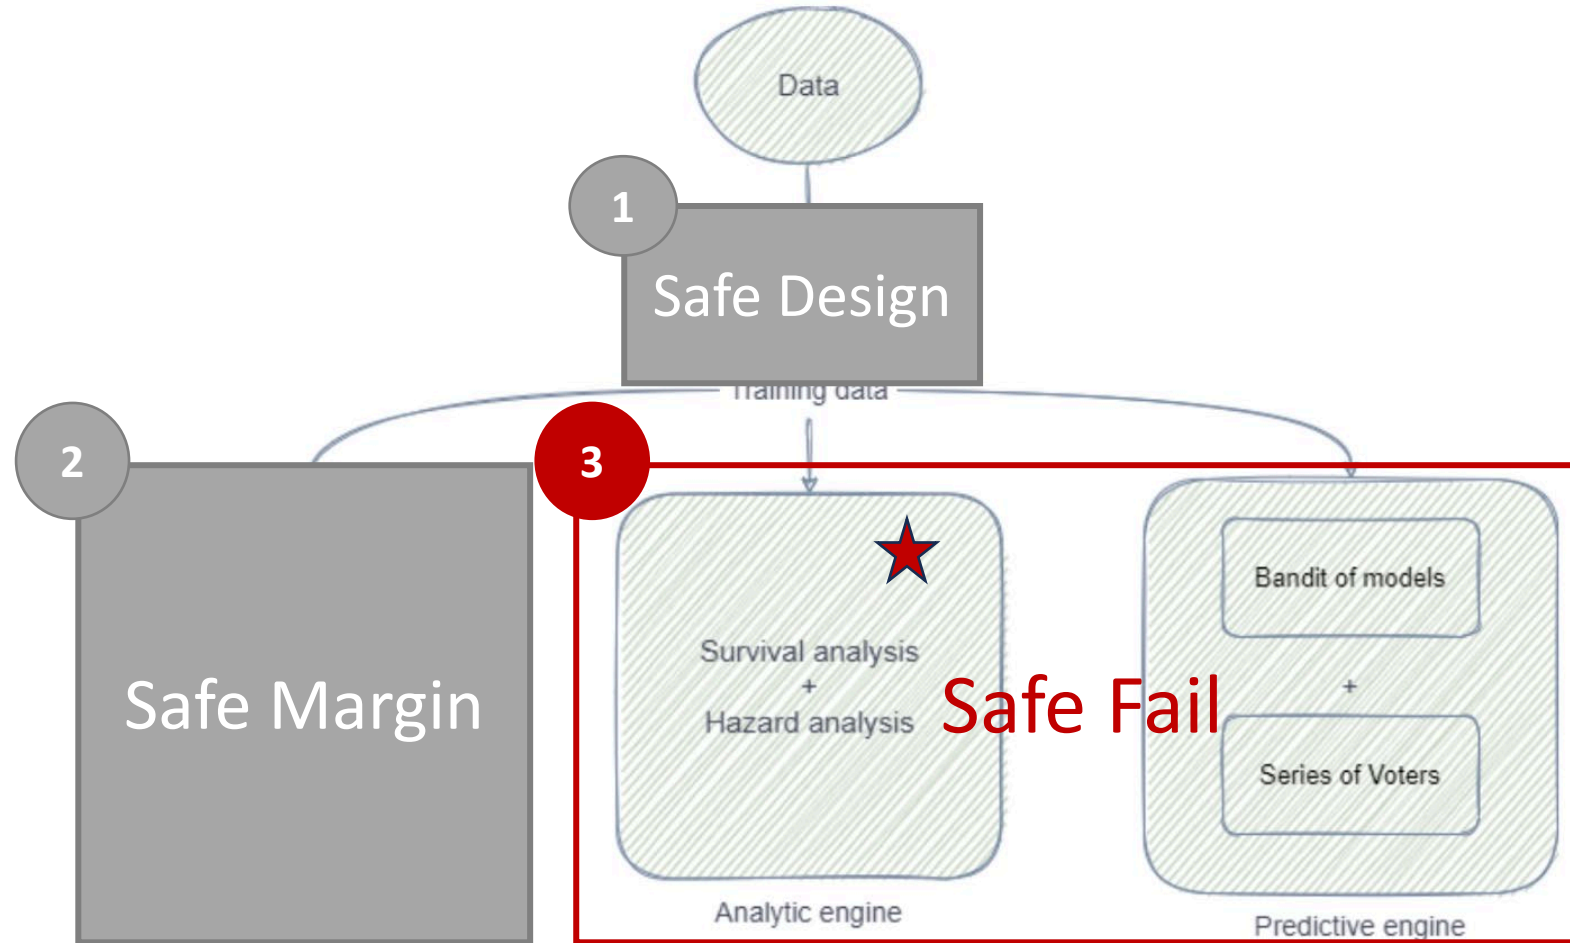 Data
1
Safe Design
Training data
2
Safe Margin
3
Survival analysis
+
Hazard analysis
Analytic engine
Safe Fail
Bandit of models
+
Series of Voters
Predictive engine